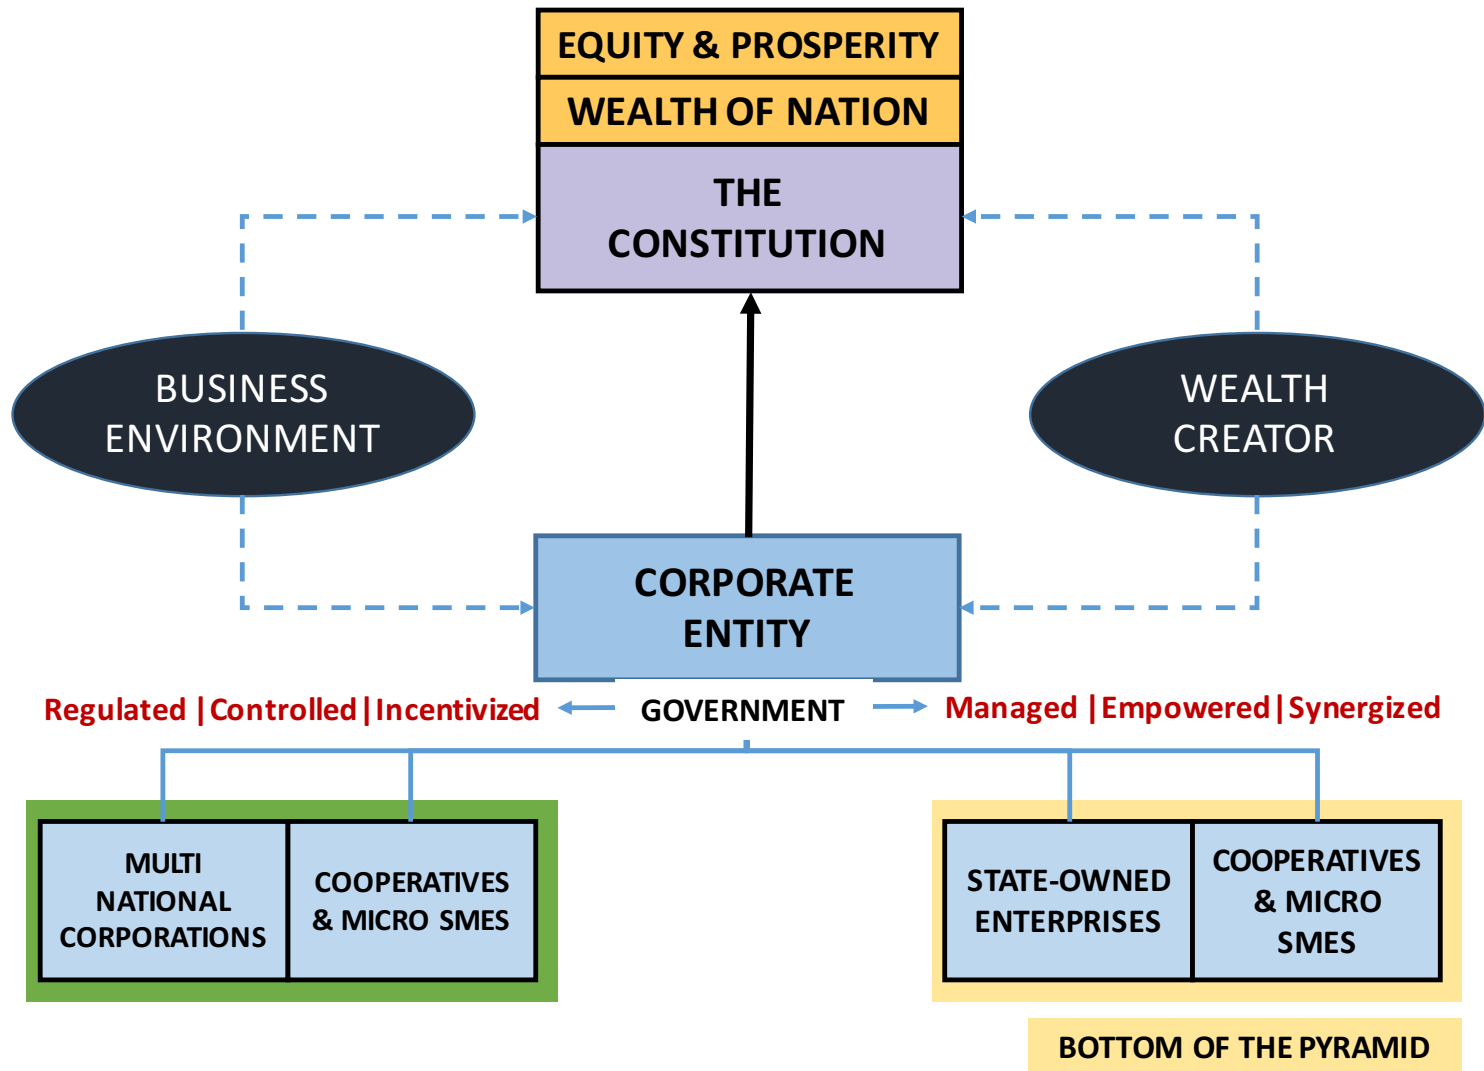 EQUITY & PROSPERITY
WEALTH OF NATION
THE
CONSTITUTION
BUSINESS
ENVIRONMENT
WEALTH
CREATOR
CORPORATE
ENTITY
Regulated |Controlled|Incentivized
GOVERNMENT
Managed |Empowered|Synergized
MULTI
NATIONAL
CORPORATIONS
COOPERATIVES
& MICRO SMES
STATE-OWNED
ENTERPRISES
COOPERATIVES
& MICRO
SMES
BOTTOM OF THE PYRAMID